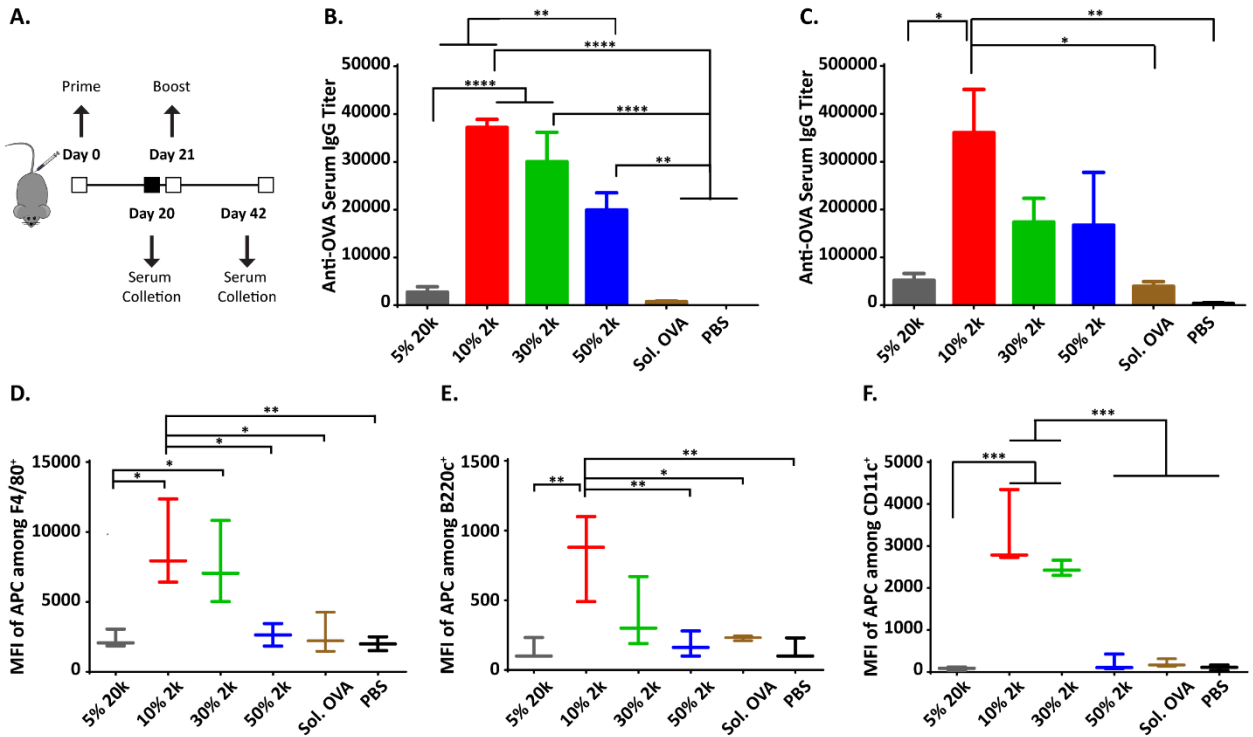 A.
Prime
Boost
Day 0
Day 21
Day 20
Day 42
Serum
Colletion
Serum
Colletion
B.
**
****
****
****
**
Anti-OVA Serum IgG Titer
50000
40000
30000
20000
10000
0
5% 20k
10% 2k
30% 2k
50% 2k
Sol. OVA
PBS
C.
*
**
*
Anti-OVA Serum IgG Titer
500000
400000
300000
200000
100000
0
5% 20k
10% 2k
30% 2k
50% 2k
Sol. OVA
PBS
D.
**
*
*
*
*
MFI of APC among F4/80⁺
15000
10000
5000
0
5% 20k
10% 2k
30% 2k
50% 2k
Sol. OVA
PBS
E.
**
*
**
**
MFI of APC among B220c⁺
1500
1000
500
0
5% 20k
10% 2k
30% 2k
50% 2k
Sol. OVA
PBS
F.
***
***
MFI of APC among CD11c⁺
5000
4000
3000
2000
1000
0
5% 20k
10% 2k
30% 2k
50% 2k
Sol. OVA
PBS